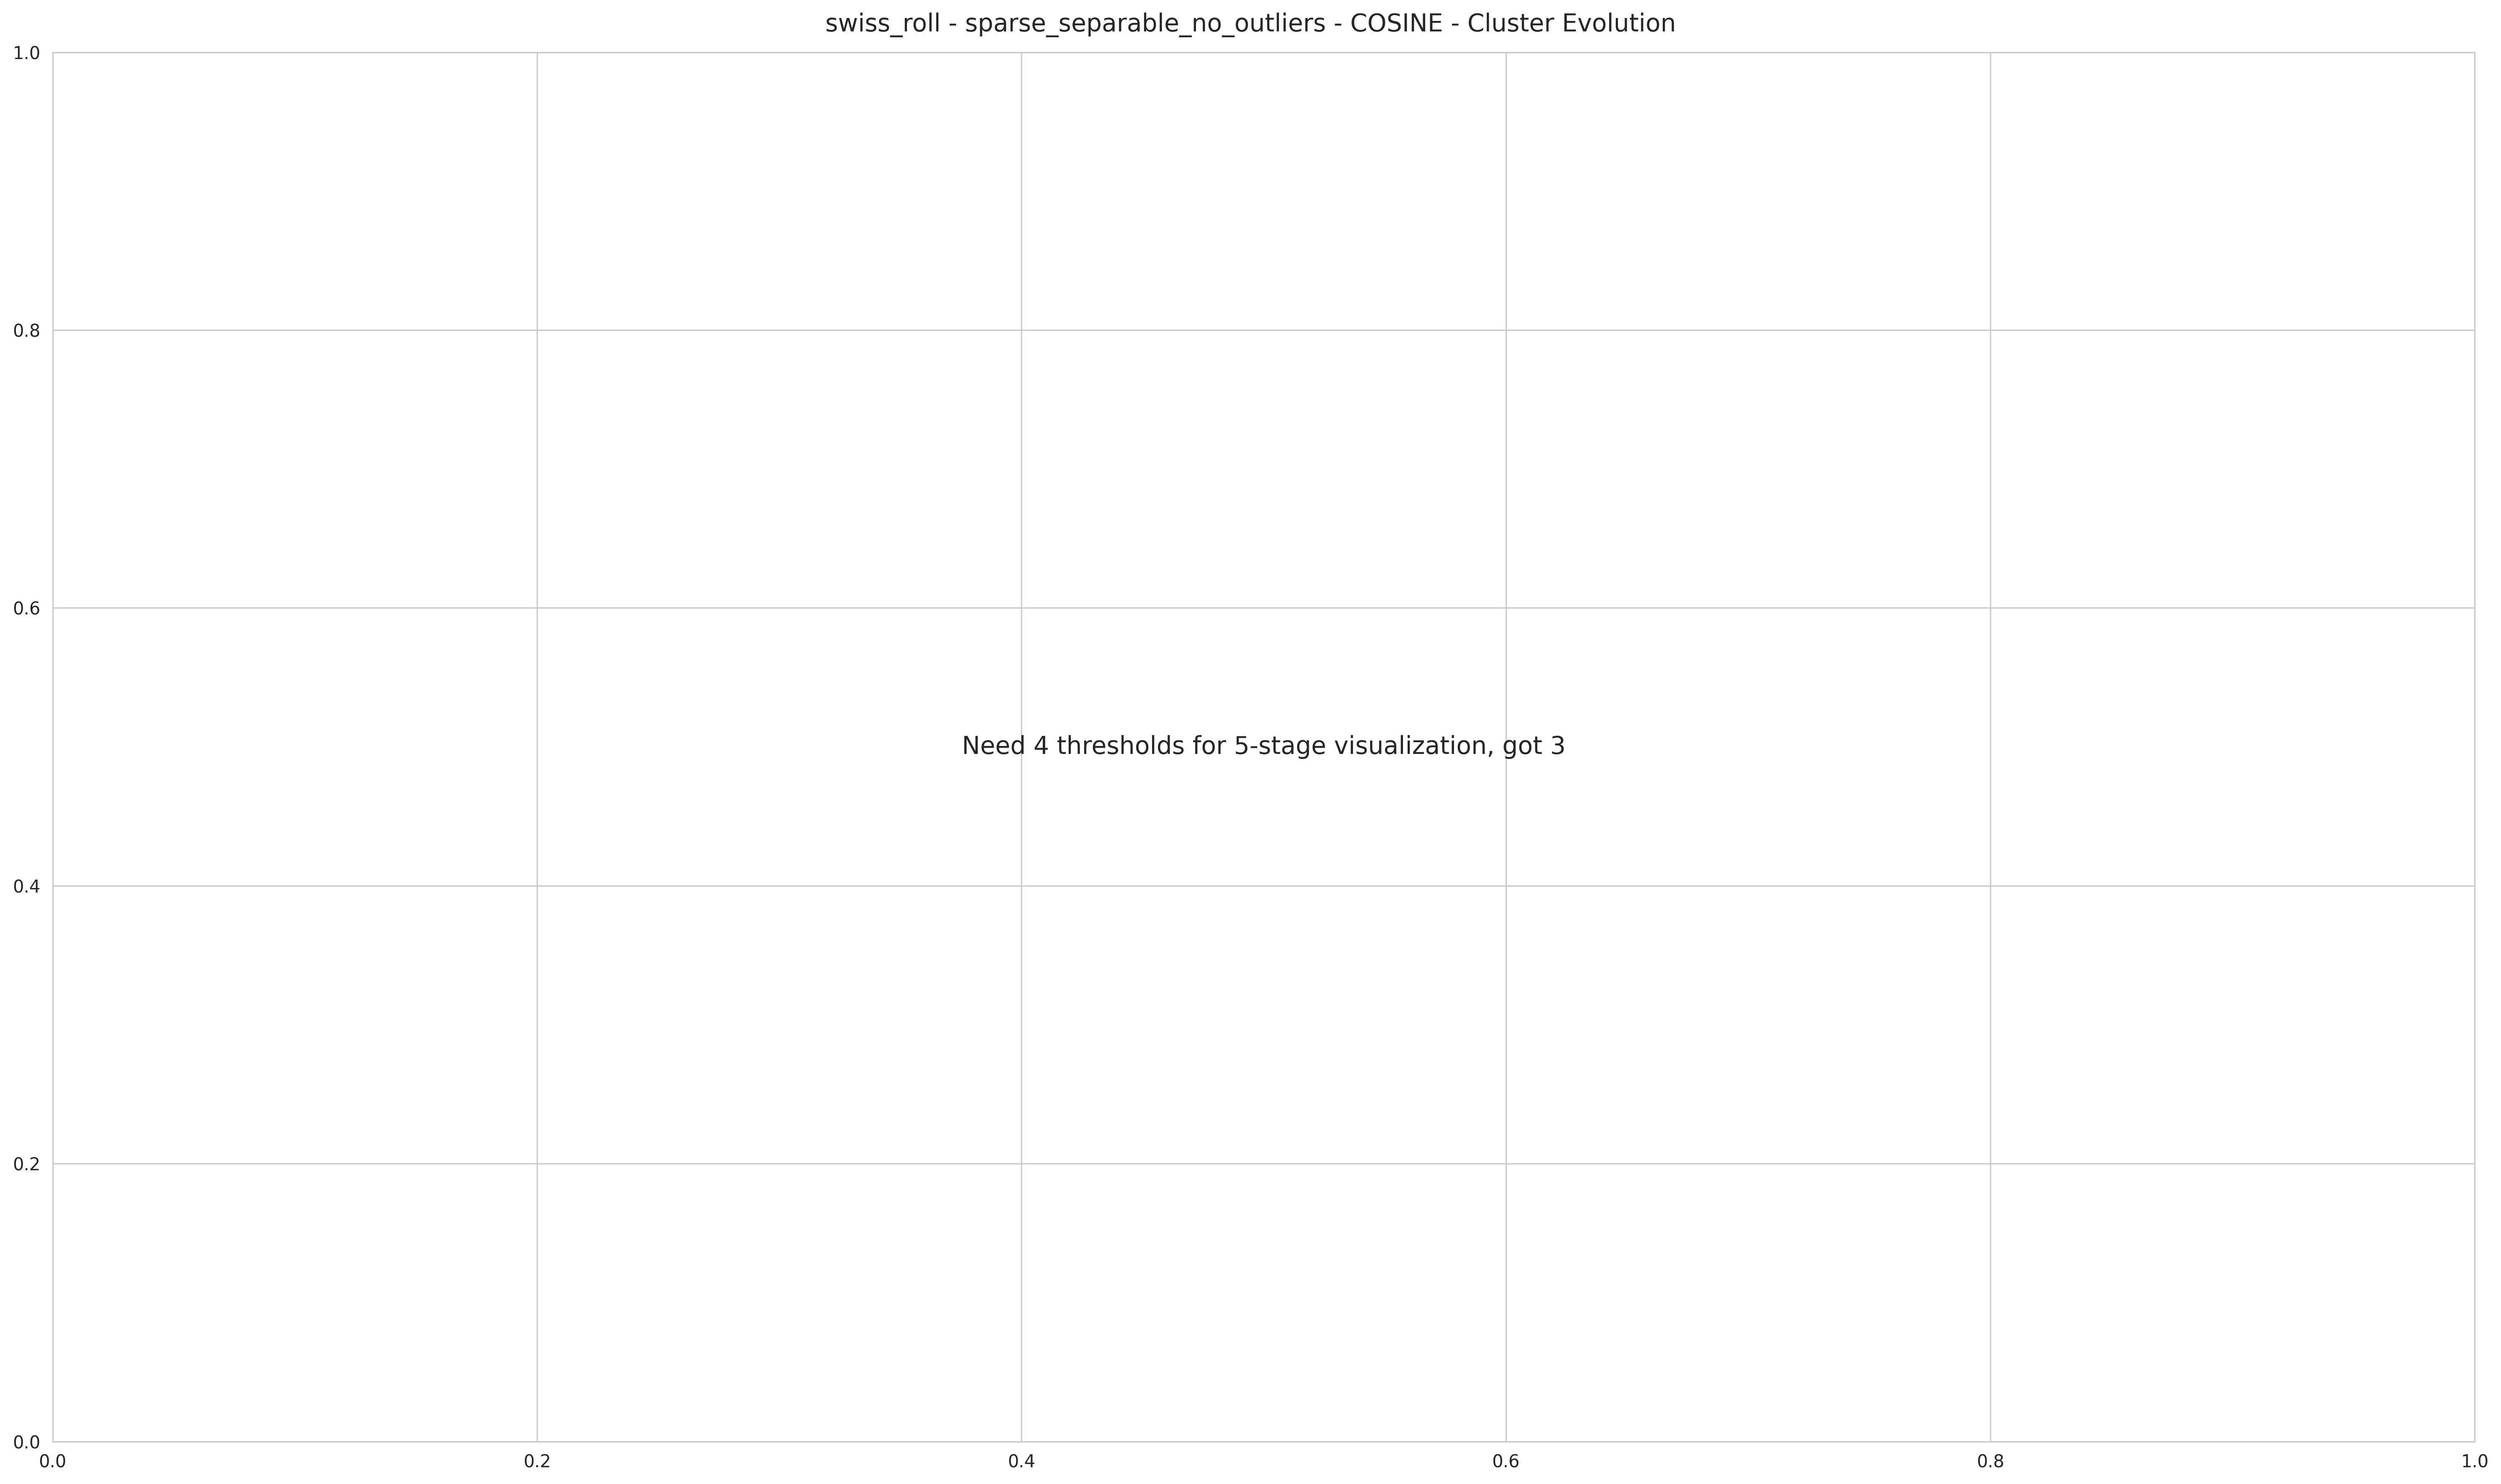 swiss_roll - sparse_separable_no_outliers - COSINE - Cluster Evolution
1.0
0.8
0.6
Need 4 thresholds for 5-stage visualization, got 3
0.4
0.2
0.0
0.0 0.2 0.4 0.6 0.8 1.0